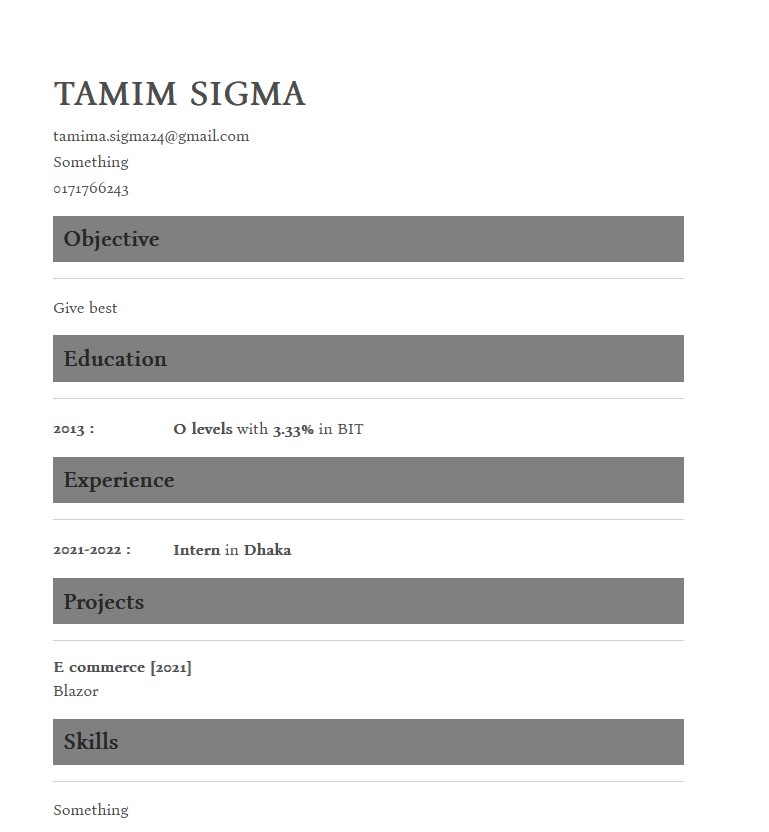 TAMIM SIGMA
tamima.sigma24@gmail.com
Something
0171766243
Objective
Give best
Education
2013 : O levels with 3.33% in BIT
Experience
2021-2022 : Intern in Dhaka
Projects
E commerce [2021]
Blazor
Skills
Something